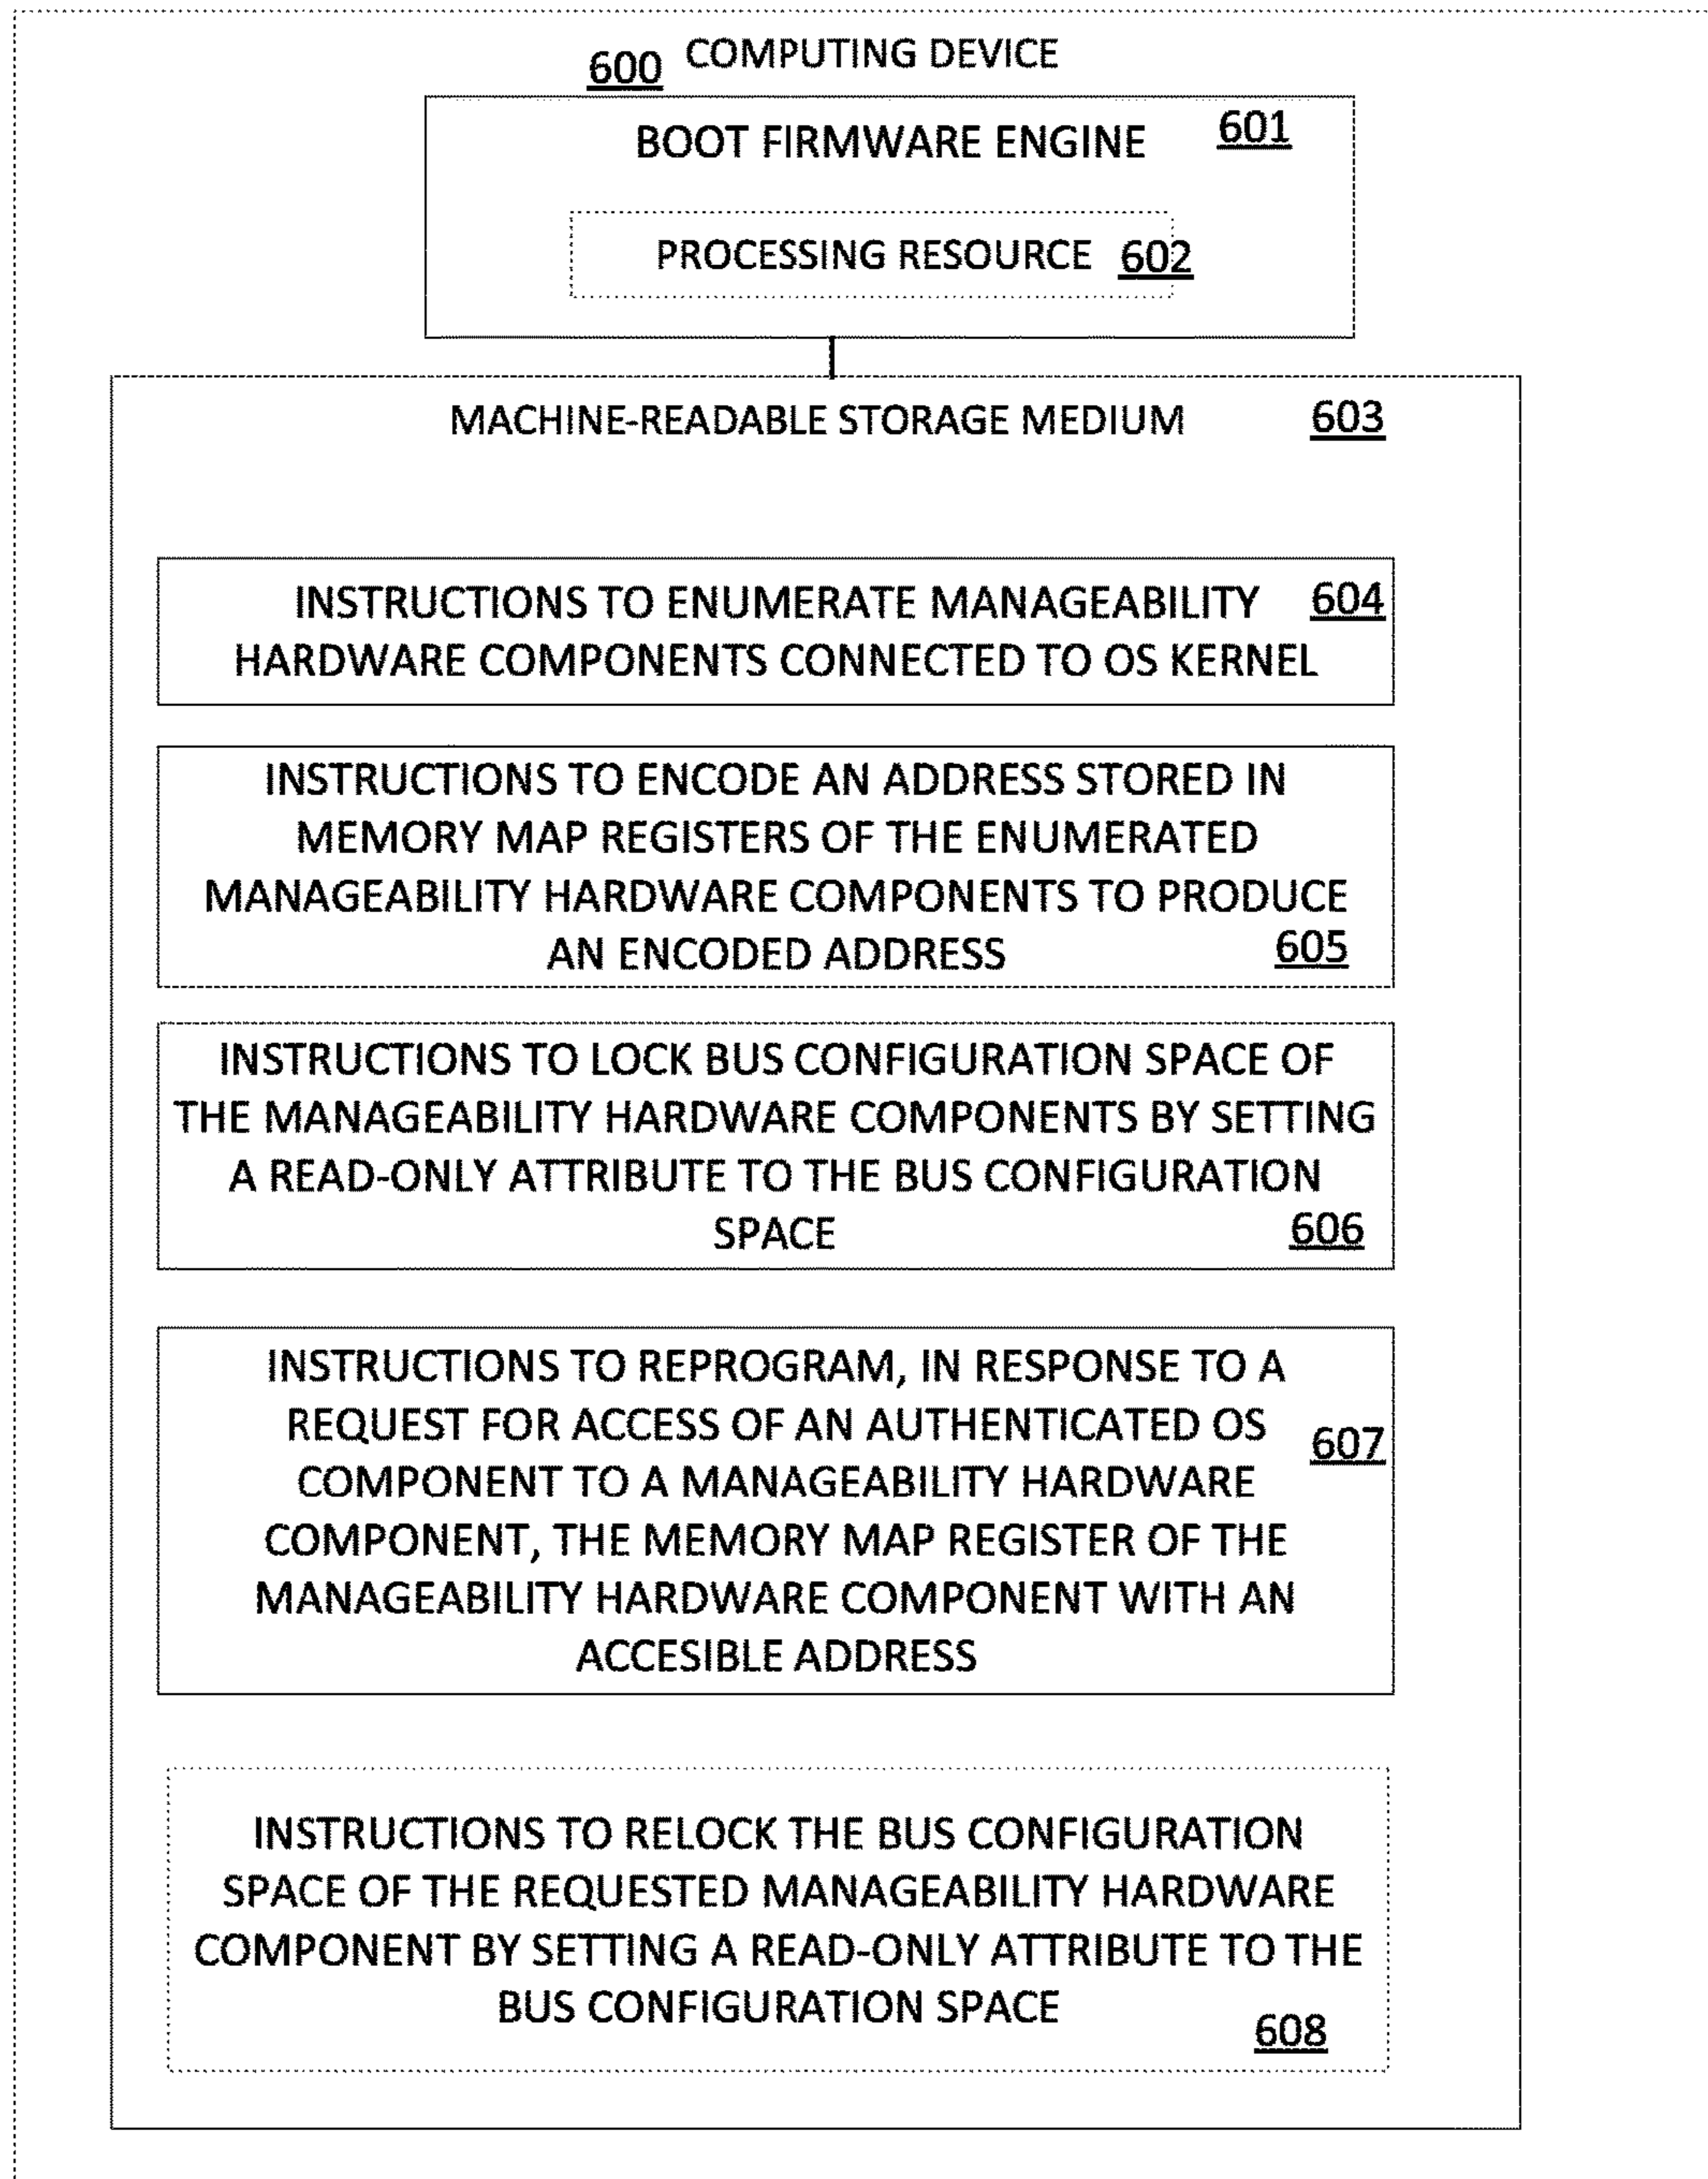 600 COMPUTING DEVICE
BOOT FIRMWARE ENGINE 601
PROCESSING RESOURCE 602
MACHINE-READABLE STORAGE MEDIUM 603
INSTRUCTIONS TO ENUMERATE MANAGEABILITY 604
HARDWARE COMPONENTS CONNECTED TO OS KERNEL
INSTRUCTIONS TO ENCODE AN ADDRESS STORED IN
MEMORY MAP REGISTERS OF THE ENUMERATED
MANAGEABILITY HARDWARE COMPONENTS TO PRODUCE
AN ENCODED ADDRESS 605
INSTRUCTIONS TO LOCK BUS CONFIGURATION SPACE OF
THE MANAGEABILITY HARDWARE COMPONENTS BY SETTING
A READ-ONLY ATTRIBUTE TO THE BUS CONFIGURATION
SPACE 606
INSTRUCTIONS TO REPROGRAM, IN RESPONSE TO A
REQUEST FOR ACCESS OF AN AUTHENTICATED OS 607
COMPONENT TO A MANAGEABILITY HARDWARE
COMPONENT, THE MEMORY MAP REGISTER OF THE
MANAGEABILITY HARDWARE COMPONENT WITH AN
ACCESIBLE ADDRESS
INSTRUCTIONS TO RELOCK THE BUS CONFIGURATION
SPACE OF THE REQUESTED MANAGEABILITY HARDWARE
COMPONENT BY SETTING A READ-ONLY ATTRIBUTE TO THE
BUS CONFIGURATION SPACE
608